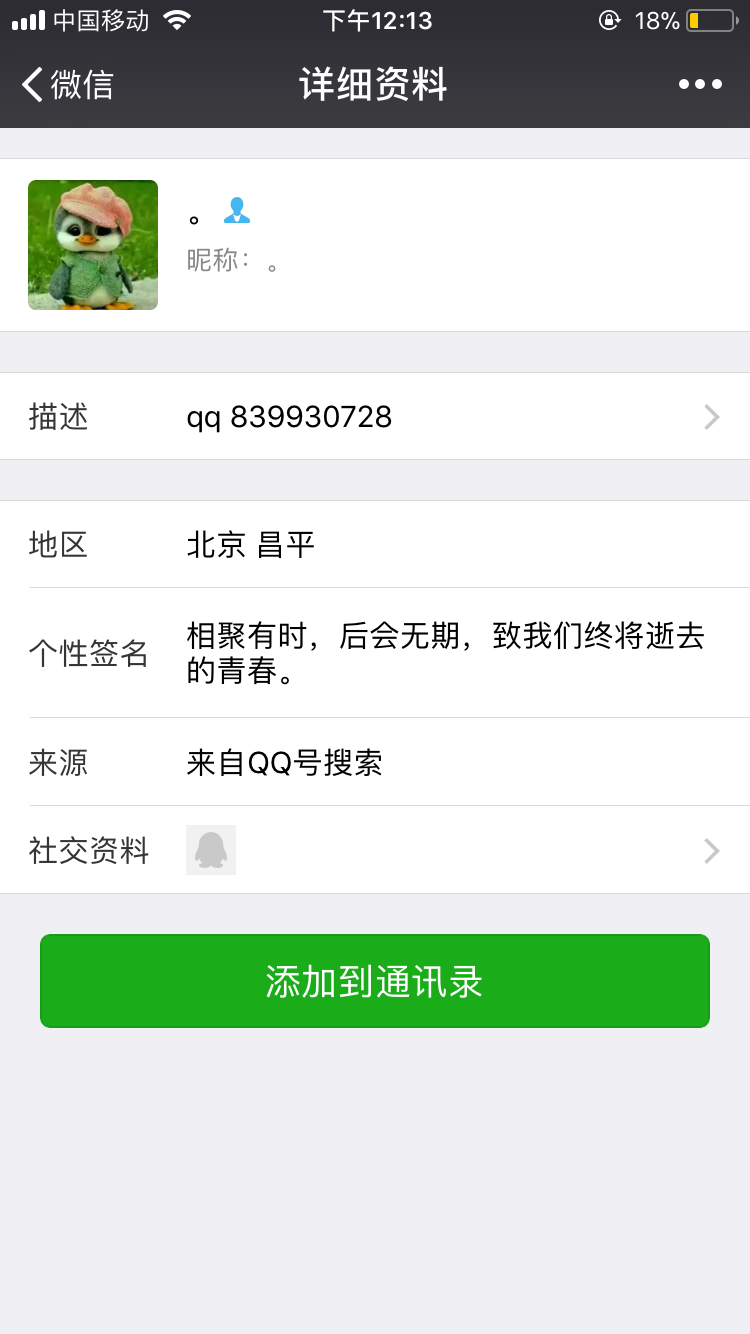 中国移动
下午12:13
18%
微信
详细资料
。
昵称：。
描述
qq 839930728
地区
北京 昌平
个性签名
相聚有时，后会无期，致我们终将逝去
的青春。
来源
来自QQ号搜索
社交资料
添加到通讯录